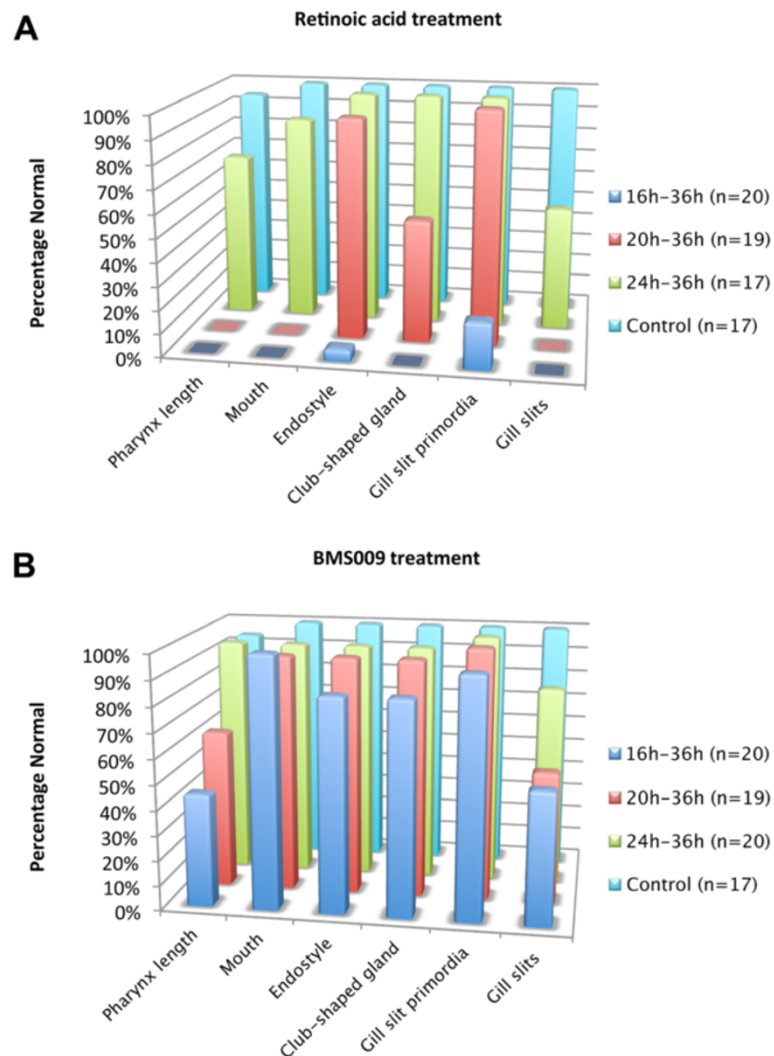 A
Retinoic acid treatment
Percentage Normal
100%
90%
80%
70%
60%
50%
40%
30%
20%
10%
0%
Pharynx length
Mouth
Endostyle
Club-shaped gland
Gill slit primordia
Gill slits
16h-36h (n=20)
20h-36h (n=19)
24h-36h (n=17)
Control (n=17)
B
BMS009 treatment
Percentage Normal
100%
90%
80%
70%
60%
50%
40%
30%
20%
10%
0%
Pharynx length
Mouth
Endostyle
Club-shaped gland
Gill slit primordia
Gill slits
16h-36h (n=20)
20h-36h (n=19)
24h-36h (n=20)
Control (n=17)